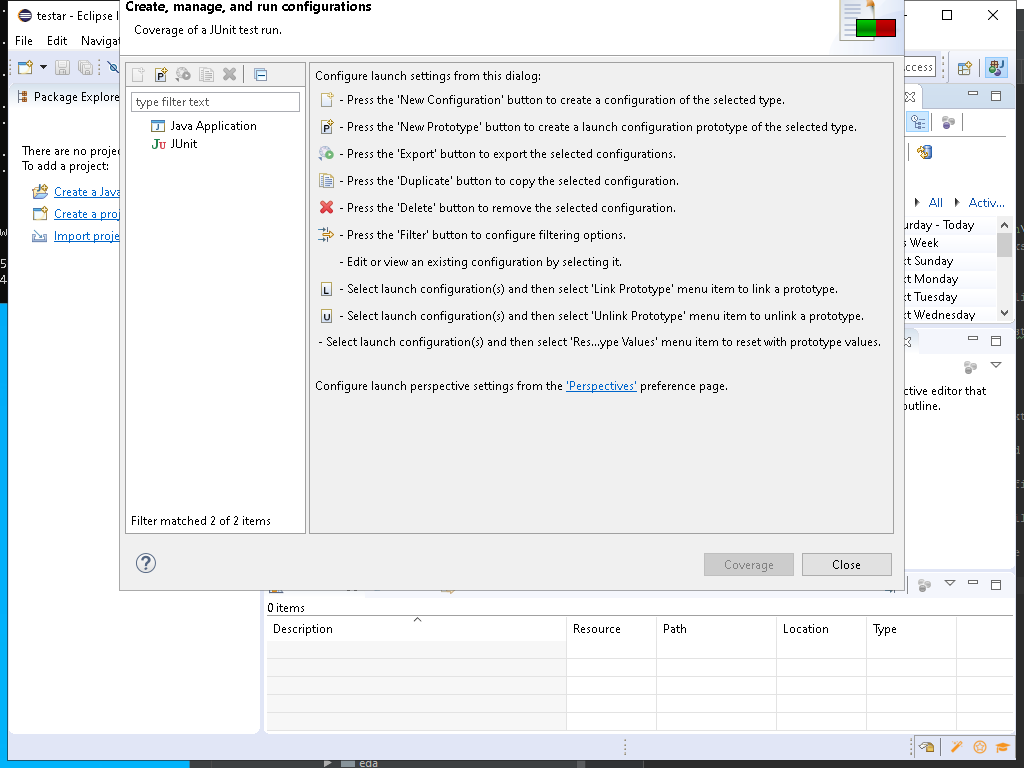 testar - Eclipse I
File Edit Navigat
Create, manage, and run configurations
Coverage of a JUnit test run.
ccess
Package Explore
type filter text
Java Application
JUnit
Filter matched 2 of 2 items
Configure launch settings from this dialog:
- Press the 'New Configuration' button to create a configuration of the selected type.
- Press the 'New Prototype' button to create a launch configuration prototype of the selected type.
- Press the 'Export' button to export the selected configurations.
- Press the 'Duplicate' button to copy the selected configuration.
- Press the 'Delete' button to remove the selected configuration.
- Press the 'Filter' button to configure filtering options.
- Edit or view an existing configuration by selecting it.
- Select launch configuration(s) and then select 'Link Prototype' menu item to link a prototype.
- Select launch configuration(s) and then select 'Unlink Prototype' menu item to unlink a prototype.
- Select launch configuration(s) and then select 'Res...ype Values' menu item to reset with prototype values.
Configure launch perspective settings from the 'Perspectives' preference page.
Coverage
Close
There are no projec
To add a project:
Create a Java
Create a proj
Import proje
All
Activ...
urday - Today
s Week
xt Sunday
xt Monday
xt Tuesday
xt Wednesday
ctive editor that
outline.
0 items
Description Resource Path Location Type
eda